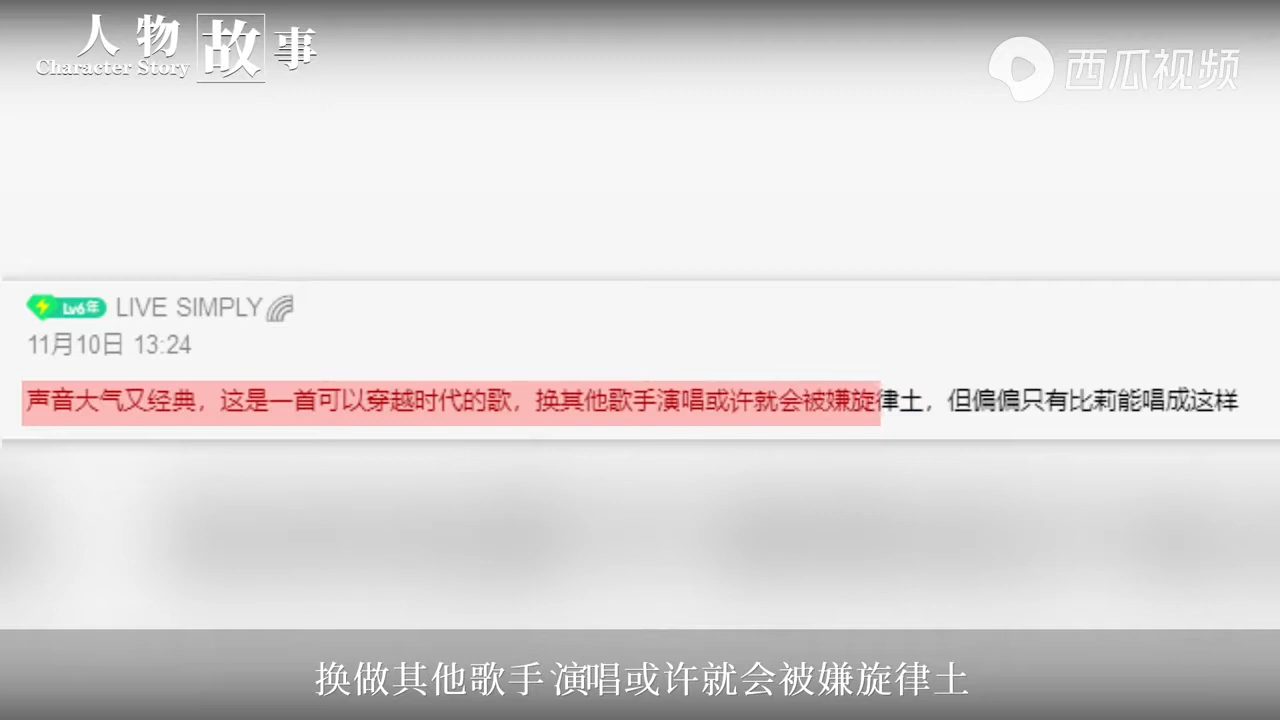 人物故事
Character Story
西瓜视频
Lv6年 LIVE SIMPLY
11月10日 13:24
声音大气又经典，这是一首可以穿越时代的歌，换其他歌手演唱或许就会被嫌旋律土，但偏偏只有比莉能唱成这样
换做其他歌手演唱或许就会被嫌旋律土